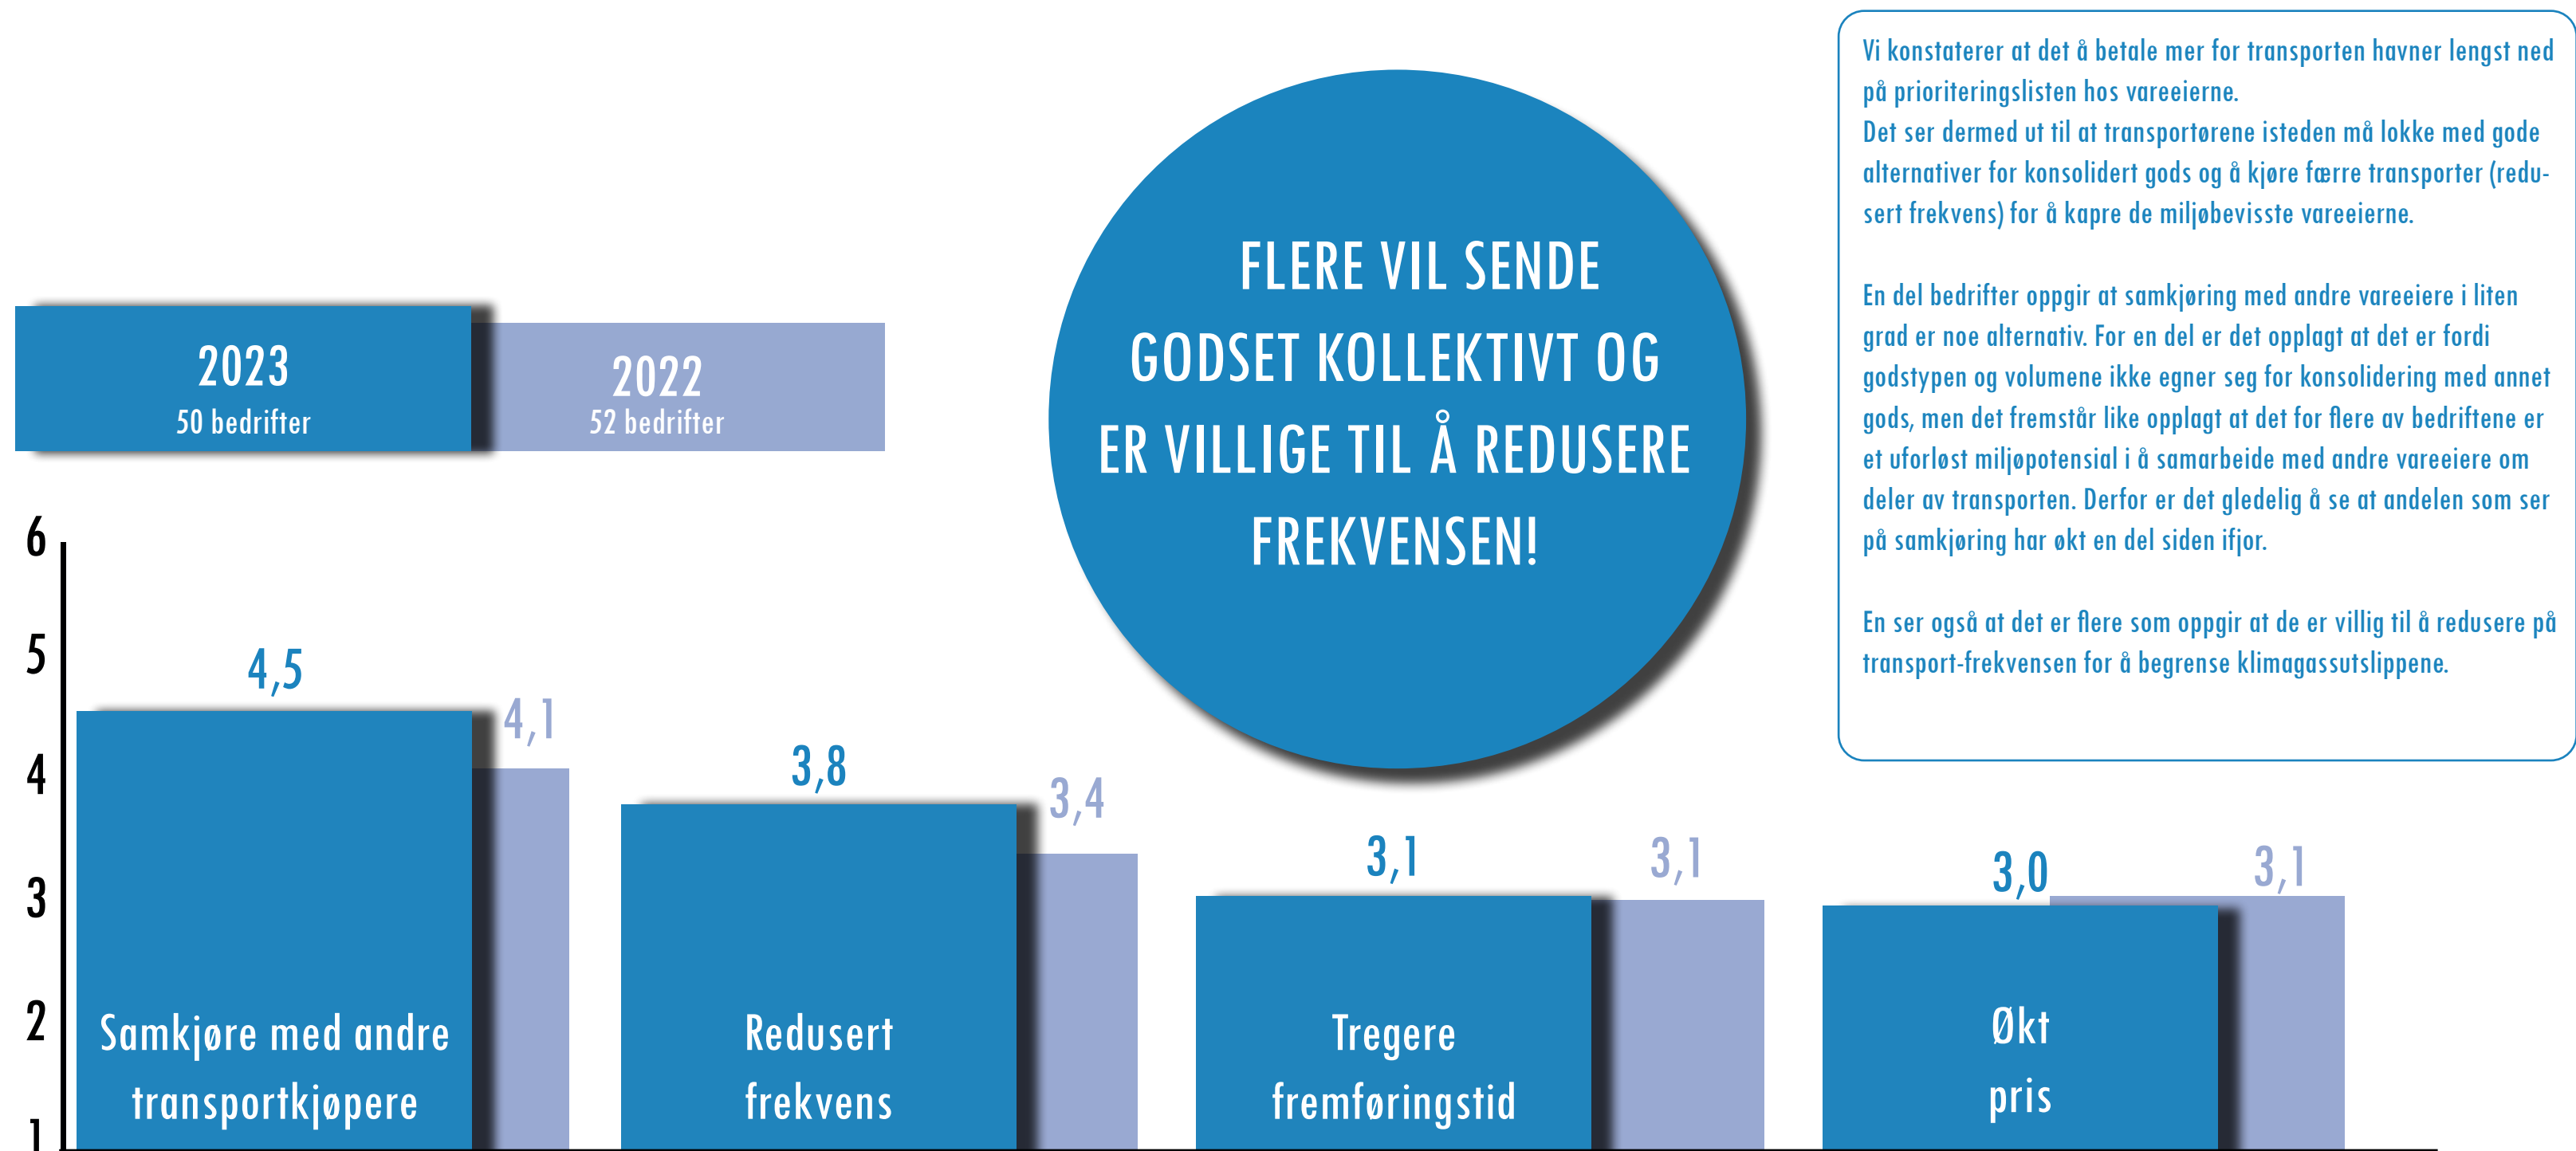 Vi konstaterer at det å betale mer for transporten havner lengst ned
på prioriteringslisten hos vareeierne.
Det ser dermed ut til at transportørene isteden må lokke med gode
alternativer for konsolidert gods og å kjøre færre transporter (redu-
sert frekvens) for å kapre de miljøbevisste vareeierne.
En del bedrifter oppgir at samkjøring med andre vareeiere i liten
grad er noe alternativ. For en del er det opplagt at det er fordi
godstypen og volumene ikke egner seg for konsolidering med annet
gods, men det fremstår like opplagt at det for flere av bedriftene er
et uforløst miljøpotensial i å samarbeide med andre vareeiere om
deler av transporten. Derfor er det gledelig å se at andelen som ser
på samkjøring har økt en del siden ifjor.
En ser også at det er flere som oppgir at de er villig til å redusere på
transport-frekvensen for å begrense klimagassutslippene.
FLERE VIL SENDE
GODSET KOLLEKTIVT OG
ER VILLIGE TIL Å REDUSERE
FREKVENSEN!
2023
50 bedrifter
2022
52 bedrifter
6
5
4
3
2
1
4,5
4,1
Samkjøre med andre
transportkjøpere
3,8
3,4
Redusert
frekvens
3,1
3,1
Tregere
fremføringstid
3,0
3,1
Økt
pris